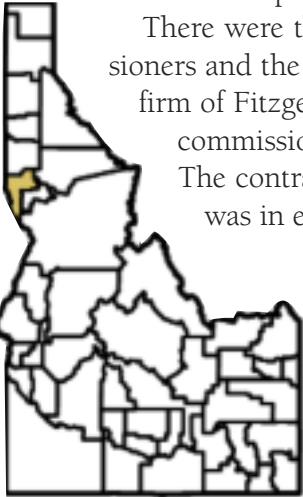 There were t
sioners and the
firm of Fitzge
commissio
The contra
was in e